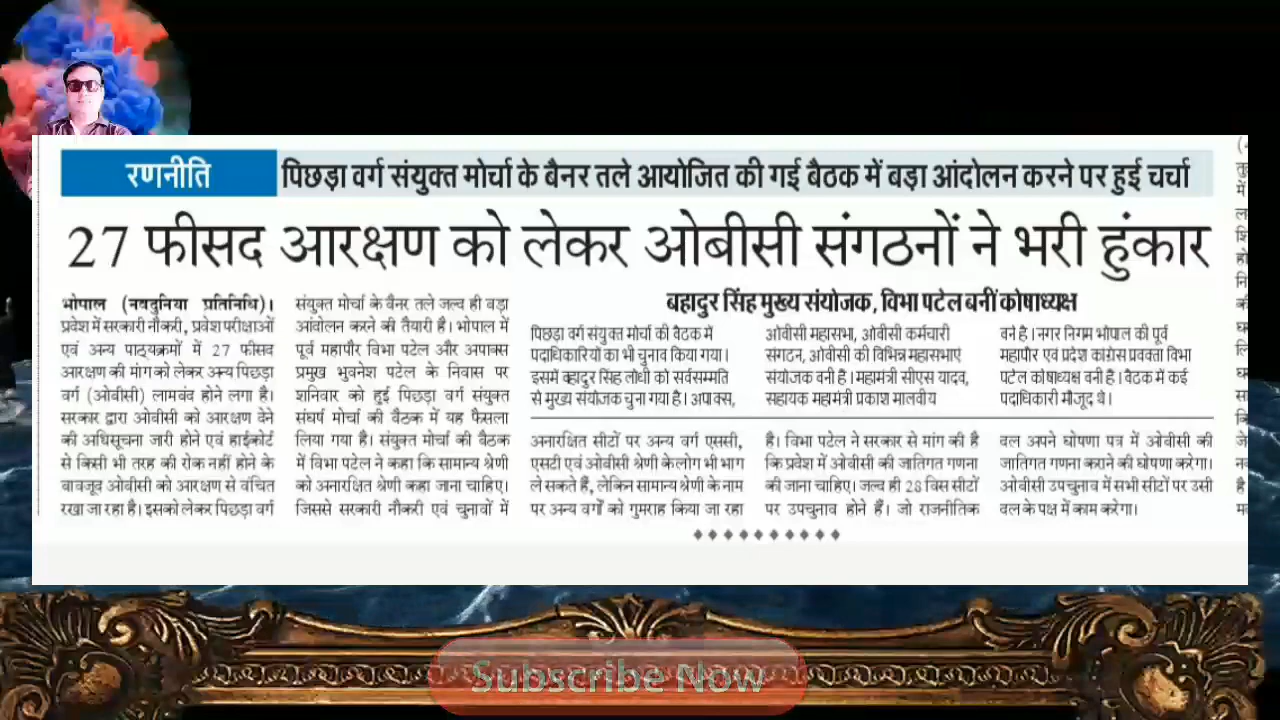 रणनीति
पिछड़ा वर्ग संयुक्त मोर्चा के बैनर तले आयोजित की गई बैठक में बड़ा आंदोलन करने पर हुई चर्चा
27 फीसद आरक्षण को लेकर ओबीसी संगठनों ने भरी हुंकार
भोपाल (नवदुनिया प्रतिनिधि)।
प्रदेश में सरकारी नौकरी, प्रवेश परीक्षाओं
एवं अन्य पाठ्यक्रमों में 27 फीसद
आरक्षण की मांग को लेकर अन्य पिछड़ा
वर्ग (ओबीसी) लामबंद होने लगा है।
सरकार द्वारा ओबीसी को आरक्षण देने
की अधिसूचना जारी होने एवं हाईकोर्ट
से किसी भी तरह की रोक नहीं होने के
बावजूद ओबीसी को आरक्षण से वंचित
रखा जा रहा है। इसको लेकर पिछड़ा वर्ग
संयुक्त मोर्चा के बैनर तले जल्द ही बड़ा
आंदोलन करने की तैयारी है। भोपाल में
पूर्व महापौर विभा पटेल और अपाक्स
प्रमुख भुवनेश पटेल के निवास पर
शनिवार को हुई पिछड़ा वर्ग संयुक्त
संघर्ष मोर्चा की बैठक में यह फैसला
लिया गया है। संयुक्त मोर्चा की बैठक
में विभा पटेल ने कहा कि सामान्य श्रेणी
को अनारक्षित श्रेणी कहा जाना चाहिए।
जिससे सरकारी नौकरी एवं चुनावों में
बहादुर सिंह मुख्य संयोजक, विभा पटेल बनीं कोषाध्यक्ष
पिछड़ा वर्ग संयुक्त मोर्चा की बैठक में
पदाधिकारियों का भी चुनाव किया गया।
इसमें बहादुर सिंह लोधी को सर्वसम्मति
से मुख्य संयोजक चुना गया है। अपाक्स,
ओबीसी महासभा, ओबीसी कर्मचारी
संगठन, ओबीसी की विभिन्न महासभाएं
संयोजक बनी है। महामंत्री सीएस यादव,
सहायक महामंत्री प्रकाश मालवीय
बने है। नगर निगम भोपाल की पूर्व
महापौर एवं प्रदेश कांग्रेस प्रवक्ता विभा
पटेल कोषाध्यक्ष बनी है। बैठक में कई
पदाधिकारी मौजूद थे।
अनारक्षित सीटों पर अन्य वर्ग एससी,
एसटी एवं ओबीसी श्रेणी के लोग भी भाग
ले सकते हैं, लेकिन सामान्य श्रेणी के नाम
पर अन्य वर्गों को गुमराह किया जा रहा
है। विभा पटेल ने सरकार से मांग की है
कि प्रदेश में ओबीसी की जातिगत गणना
की जाना चाहिए। जल्द ही 28 विस सीटों
पर उपचुनाव होने हैं। जो राजनीतिक
दल अपने घोषणा पत्र में ओबीसी की
जातिगत गणना कराने की घोषणा करेगा।
ओबीसी उपचुनाव में सभी सीटों पर उसी
दल के पक्ष में काम करेगा।
Subscribe Now